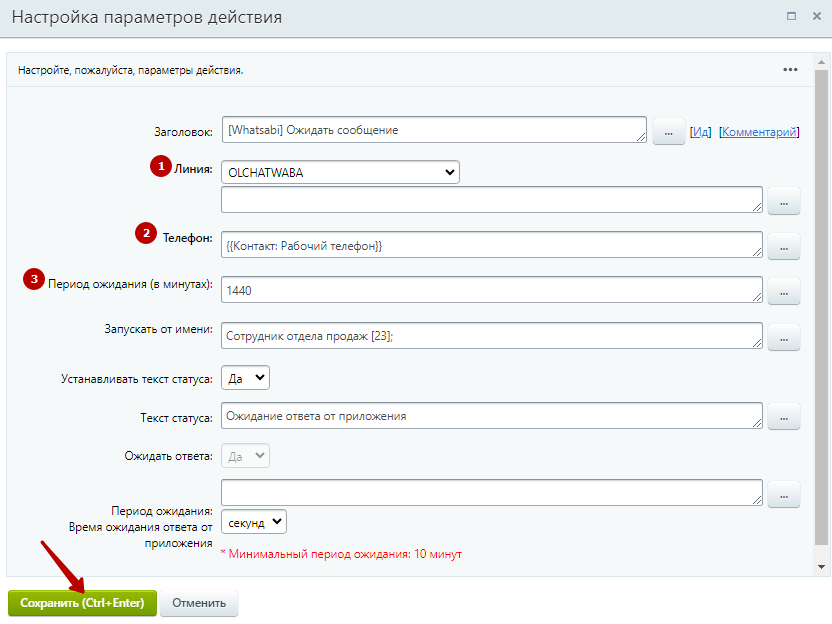 Настройка параметров действия
Настройте, пожалуйста, параметры действия.
Заголовок: [Whatsabi] Ожидать сообщение ... [Ид] [Комментарий]
1 Линия: OLCHATWABA
...
2 Телефон: {{Контакт: Рабочий телефон}} ...
3 Период ожидания (в минутах): 1440 ...
Запускать от имени: Сотрудник отдела продаж [23]; ...
Устанавливать текст статуса: Да
Текст статуса: Ожидание ответа от приложения ...
Ожидать ответа: Да
...
Период ожидания:
Время ожидания ответа от
приложения
секунд
* Минимальный период ожидания: 10 минут
Сохранить (Ctrl+Enter) Отменить